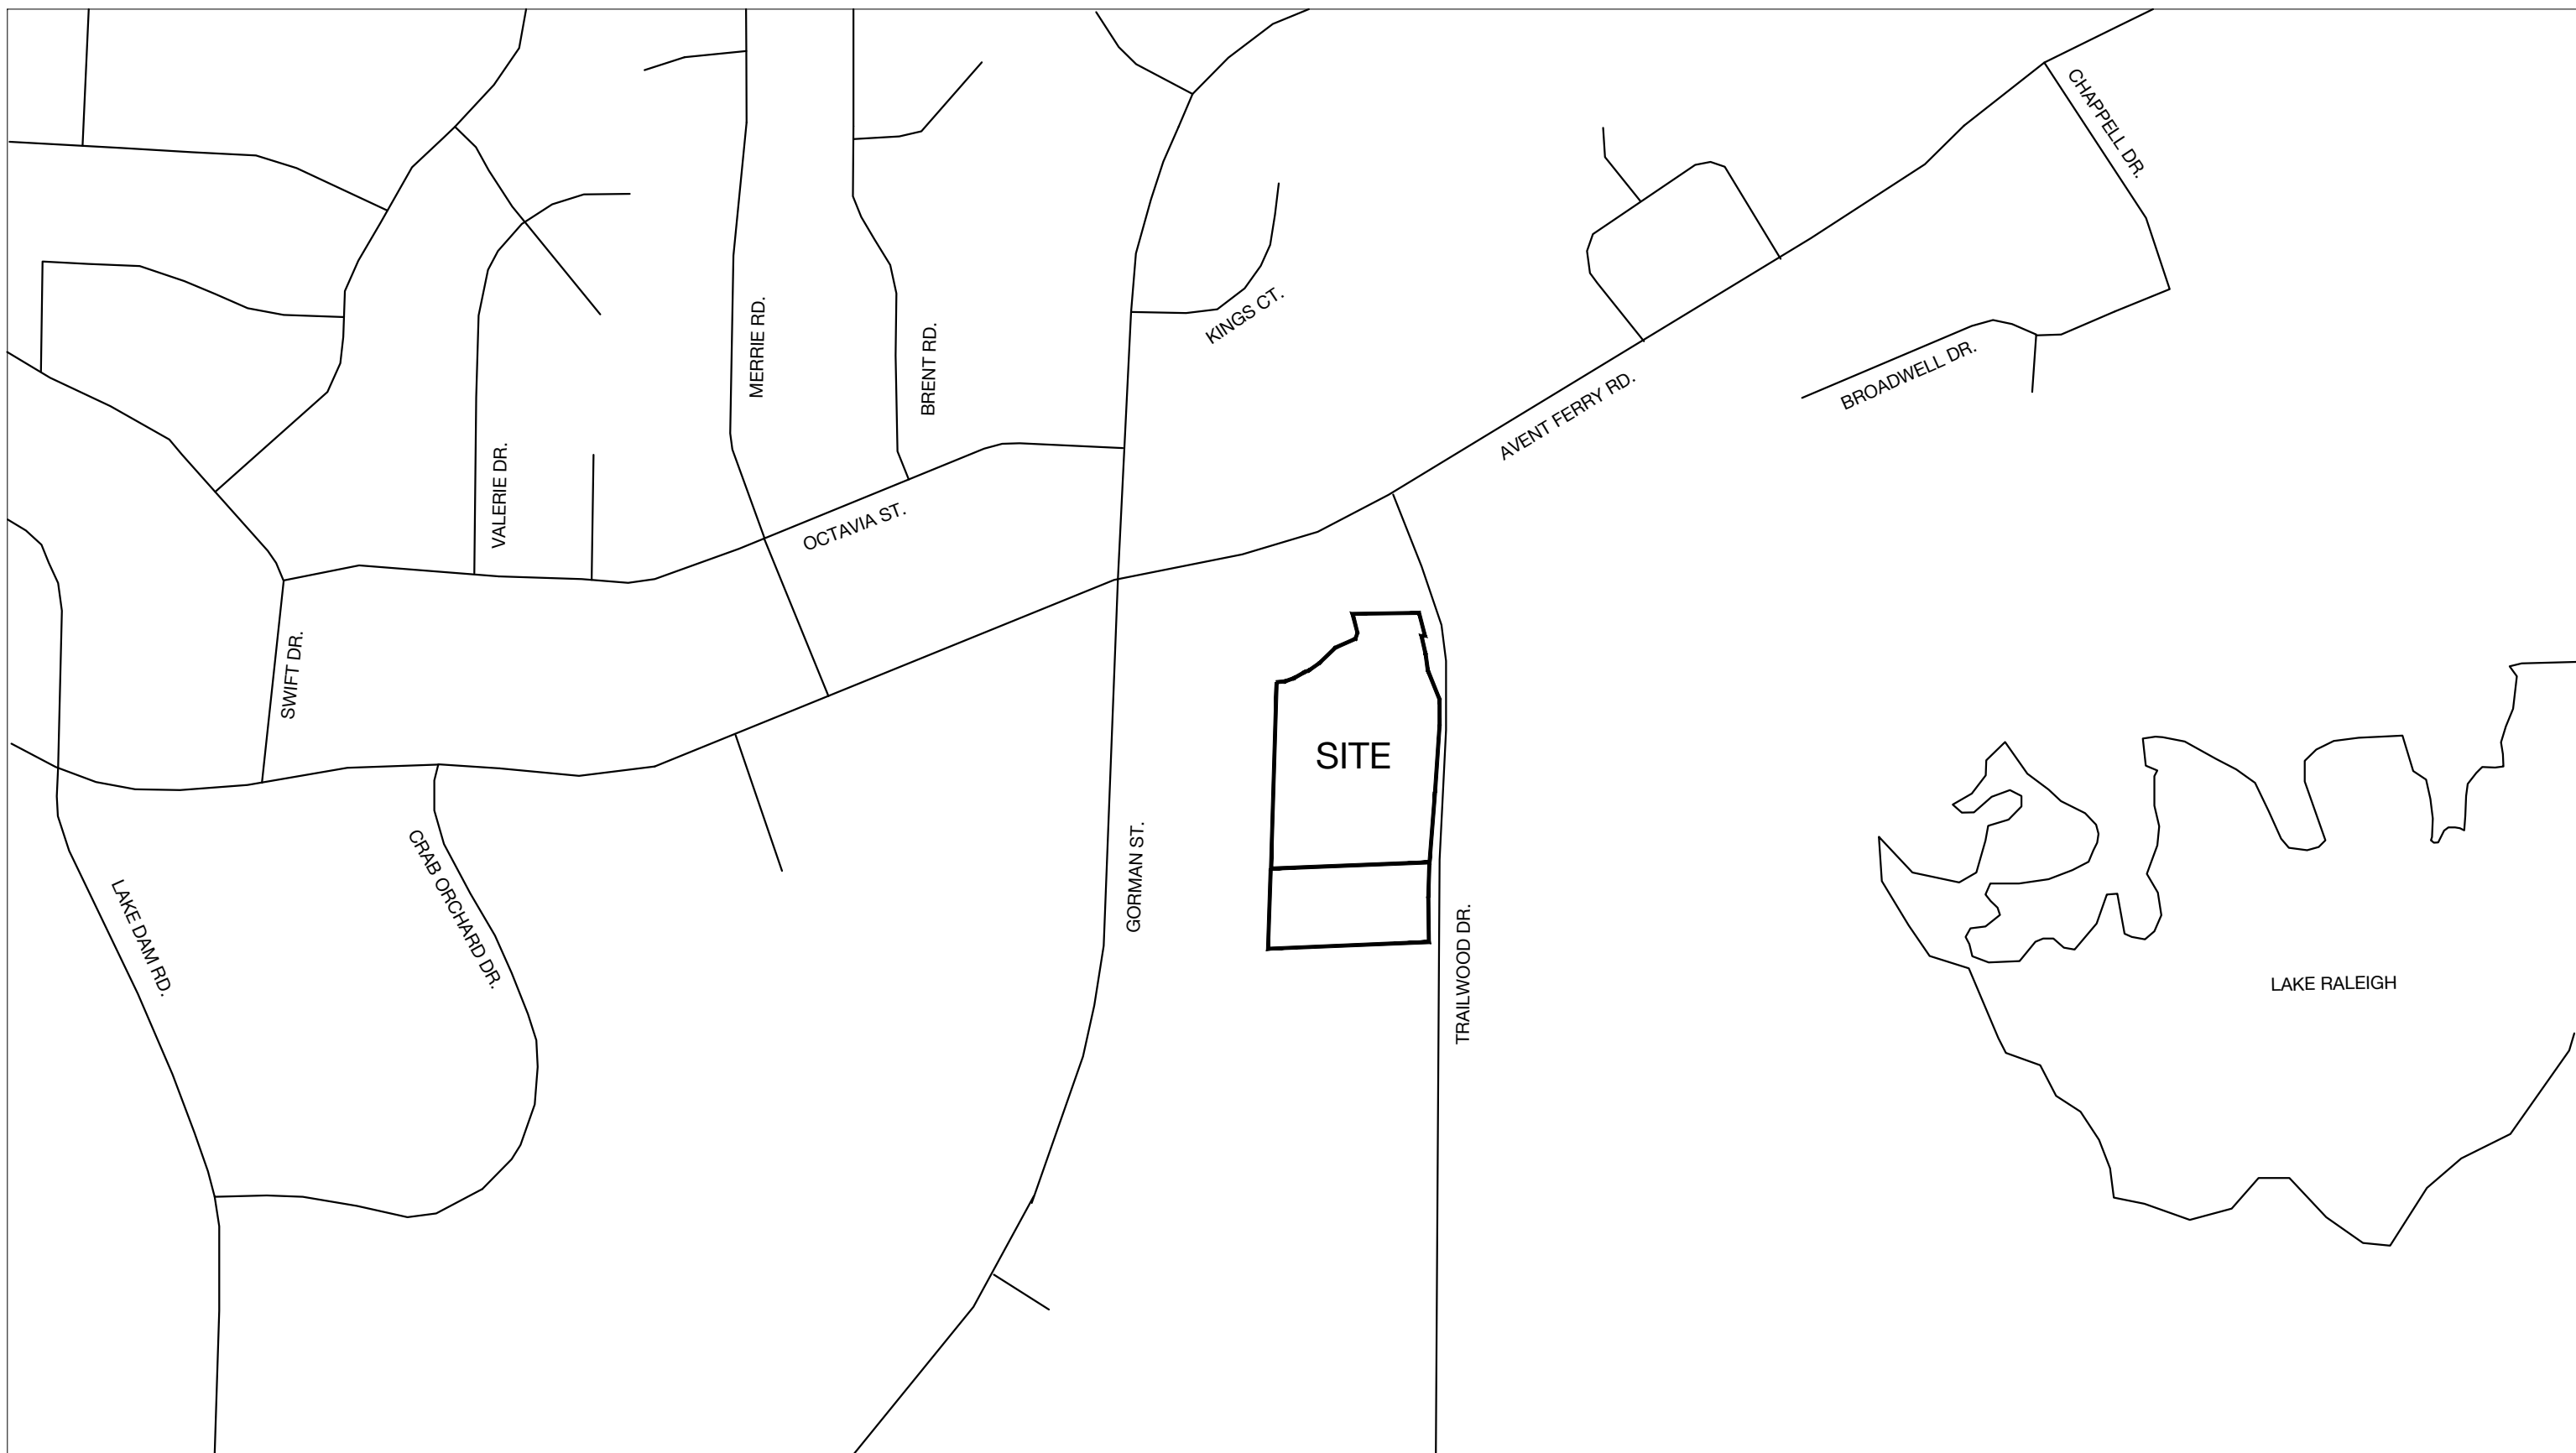 CHAPPELL DR.
KINGS CT.
MERRIE RD.
BRENT RD.
BROADWELL DR.
AVENT FERRY RD.
VALERIE DR.
OCTAVIA ST.
SWIFT DR.
SITE
GORMAN ST.
CRAB ORCHARD DR.
LAKE DAM RD.
TRAILWOOD DR.
LAKE RALEIGH